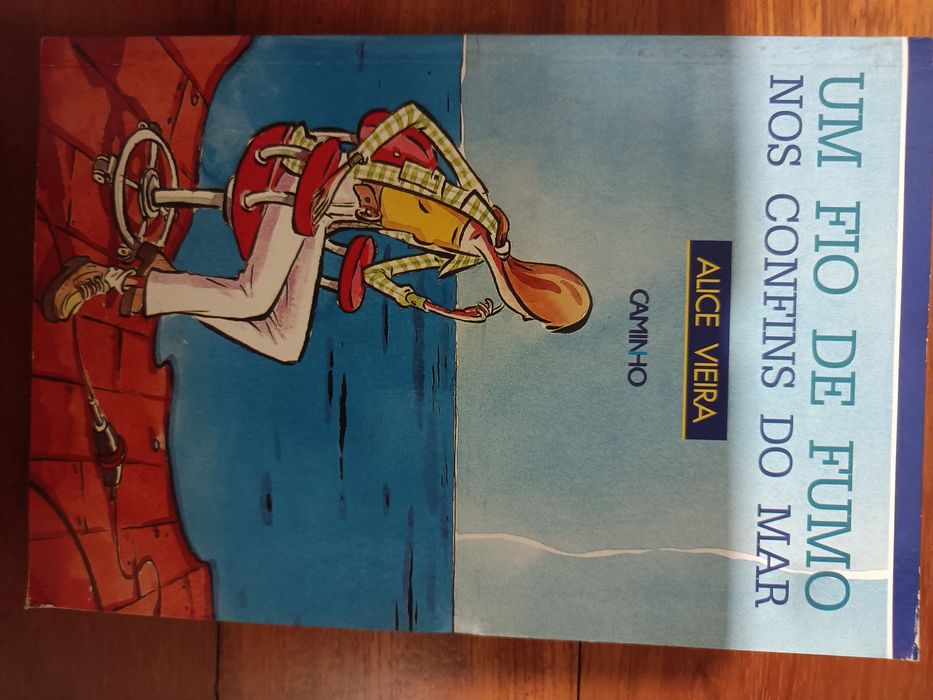 UM FIO DE FUMO
NOS CONFINS DO MAR
ALICE VIEIRA
CAMINHO